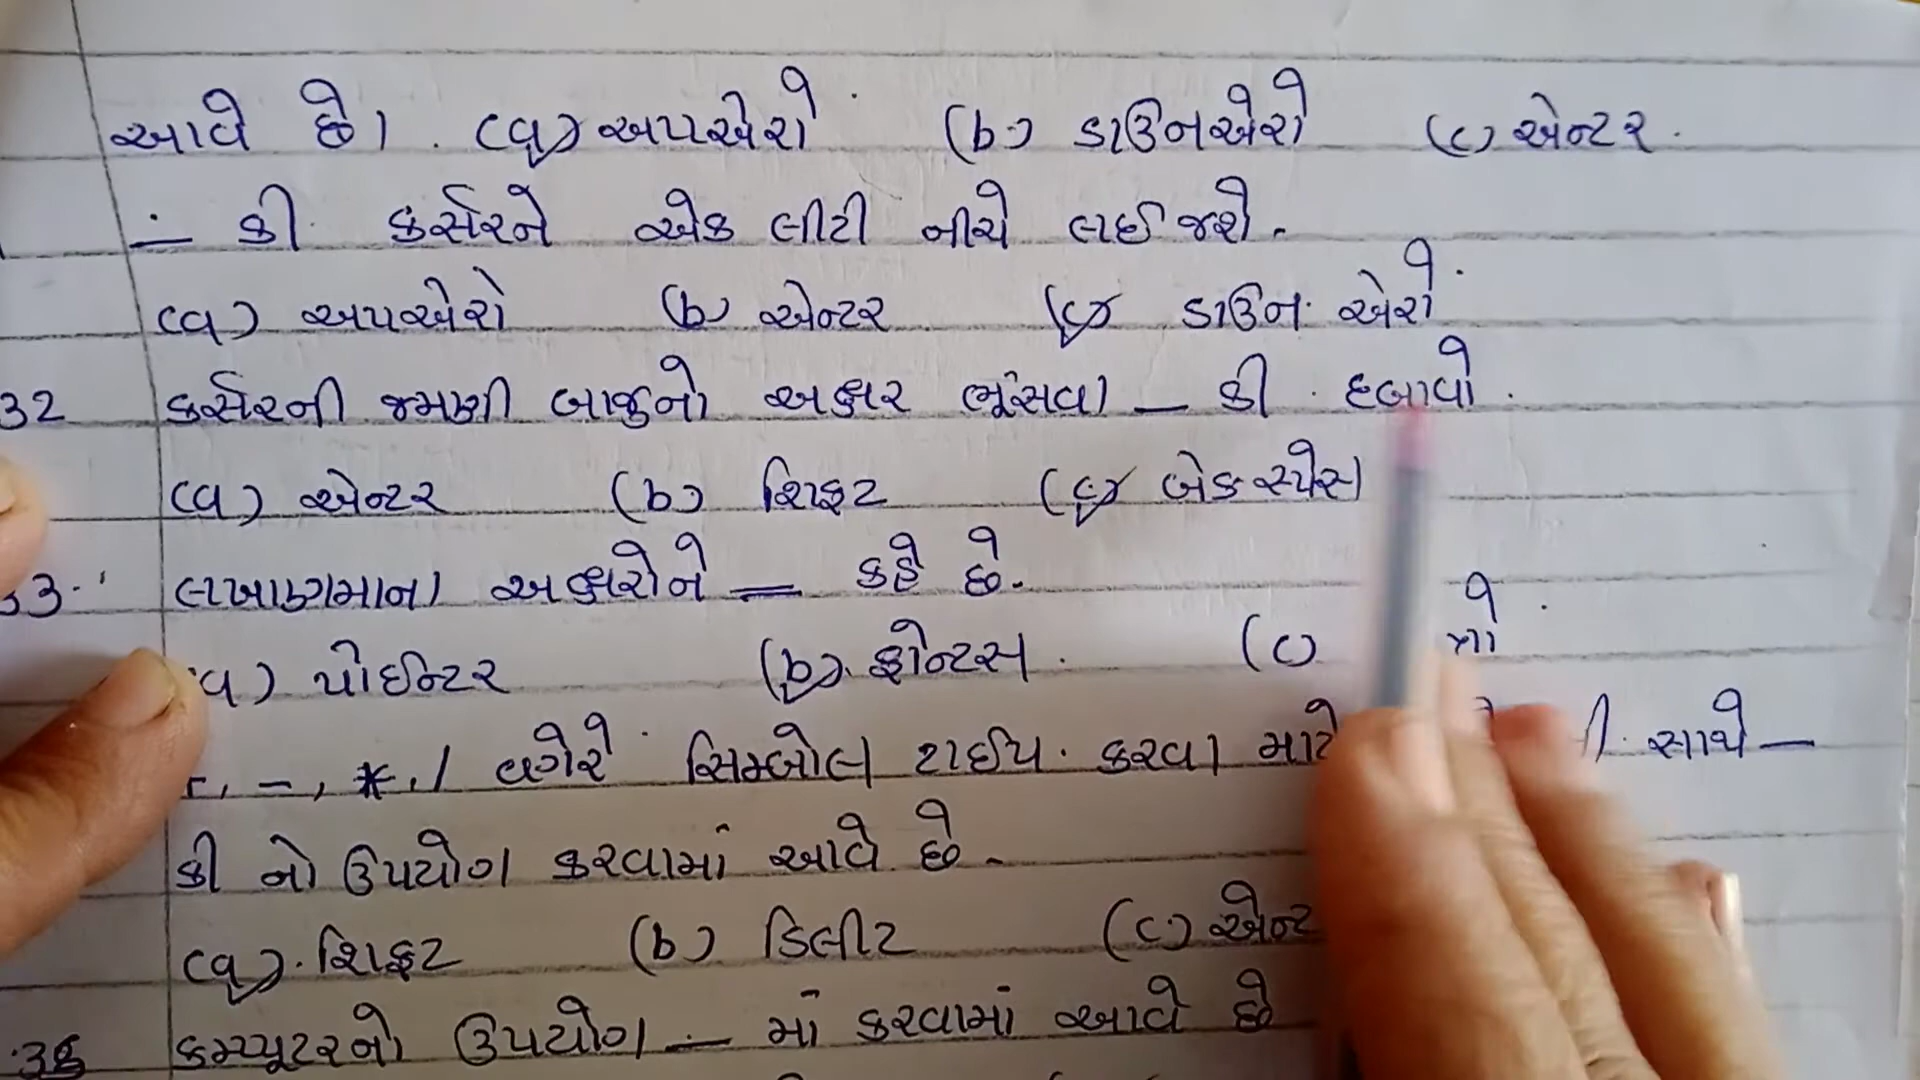 આવે છે। . (a) અપએરો (b) ડાઉનએરો (c) એન્ટર .
— કી કર્સરને એક લીટી નીચે લઈ જશે.
(a) અપએરો (b) એન્ટર (c) ડાઉન એરો
32 કર્સરની જમણી બાજુનો અક્ષર ભૂંસવા — કી દબાવો.
(a) એન્ટર (b) શિફ્ટ (c) બેકસ્પેસ
33. લખાણમાના અક્ષરોને — કહે છે.
(a) પોઈન્ટર (b) ફોન્ટસ. (c)
-, *, / વગેરે સિમ્બોલ ટાઈપ કરવા માટે સાથે —
કી નો ઉપયોગ કરવામાં આવે છે.
(a) શિફ્ટ (b) ડિલીટ (c)
36 કમ્પ્યૂટરનો ઉપયોગ — માં કરવામાં આવે છે